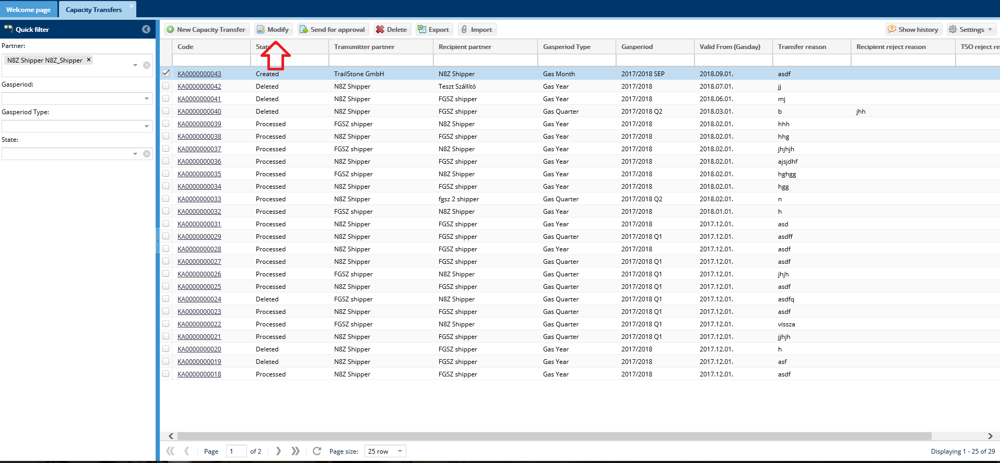 Welcome page Capacity Transfers
Quick filter New Capacity Transfer Modify Send for approval Delete Export Import Show history Settings
Partner:
N8Z Shipper N8Z_Shipper
Gasperiod:
Gasperiod Type:
State:
Code State Transmitter partner Recipient partner Gasperiod Type Gasperiod Valid From (Gasday) Transfer reason Recipient reject reason TSO reject re
KA0000000043 Created TrailStone GmbH N8Z Shipper Gas Month 2017/2018 SEP 2018.09.01. asdf
KA0000000042 Deleted N8Z Shipper Teszt Szállító Gas Year 2017/2018 2018.07.01. jj
KA0000000041 Deleted N8Z Shipper FGSZ shipper Gas Year 2017/2018 2018.06.01. mj
KA0000000040 Deleted N8Z Shipper FGSZ shipper Gas Quarter 2017/2018 Q2 2018.03.01. b jhh
KA0000000039 Processed FGSZ shipper N8Z Shipper Gas Year 2017/2018 2018.02.01. hhh
KA0000000038 Processed N8Z Shipper FGSZ shipper Gas Year 2017/2018 2018.02.01. hhg
KA0000000037 Processed FGSZ shipper N8Z Shipper Gas Year 2017/2018 2018.02.01. jhjhjh
KA0000000036 Processed N8Z Shipper FGSZ shipper Gas Year 2017/2018 2018.02.01. ajsjdhf
KA0000000035 Processed FGSZ shipper N8Z Shipper Gas Year 2017/2018 2018.02.01. hghgg
KA0000000034 Processed N8Z Shipper FGSZ shipper Gas Year 2017/2018 2018.02.01. hgg
KA0000000033 Processed N8Z Shipper fgsz 2 shipper Gas Quarter 2017/2018 Q2 2018.02.01. n
KA0000000032 Processed FGSZ shipper N8Z Shipper Gas Year 2017/2018 2018.01.01. h
KA0000000031 Processed N8Z Shipper FGSZ shipper Gas Year 2017/2018 2017.12.01. asd
KA0000000029 Processed N8Z Shipper FGSZ shipper Gas Quarter 2017/2018 Q1 2017.12.01. asdff
KA0000000028 Processed N8Z Shipper FGSZ shipper Gas Year 2017/2018 2017.12.01. asdf
KA0000000027 Processed N8Z Shipper FGSZ shipper Gas Quarter 2017/2018 Q1 2017.12.01. asdf
KA0000000026 Processed FGSZ shipper N8Z Shipper Gas Quarter 2017/2018 Q1 2017.12.01. jhjh
KA0000000025 Processed N8Z Shipper FGSZ shipper Gas Quarter 2017/2018 Q1 2017.12.01. asdf
KA0000000024 Deleted FGSZ shipper N8Z Shipper Gas Quarter 2017/2018 Q1 2017.12.01. asdfq
KA0000000023 Processed N8Z Shipper FGSZ shipper Gas Quarter 2017/2018 Q1 2017.12.01. asdf
KA0000000022 Processed FGSZ shipper N8Z Shipper Gas Quarter 2017/2018 Q1 2017.12.01. vissza
KA0000000021 Processed N8Z Shipper FGSZ shipper Gas Quarter 2017/2018 Q1 2017.12.01. jjhjh
KA0000000020 Deleted N8Z Shipper FGSZ shipper Gas Year 2017/2018 2017.12.01. h
KA0000000019 Deleted N8Z Shipper FGSZ shipper Gas Year 2017/2018 2017.12.01. asf
KA0000000018 Processed N8Z Shipper FGSZ shipper Gas Year 2017/2018 2017.12.01. asdf
Page 1 of 2 Page size: 25 row Displaying 1 - 25 of 29